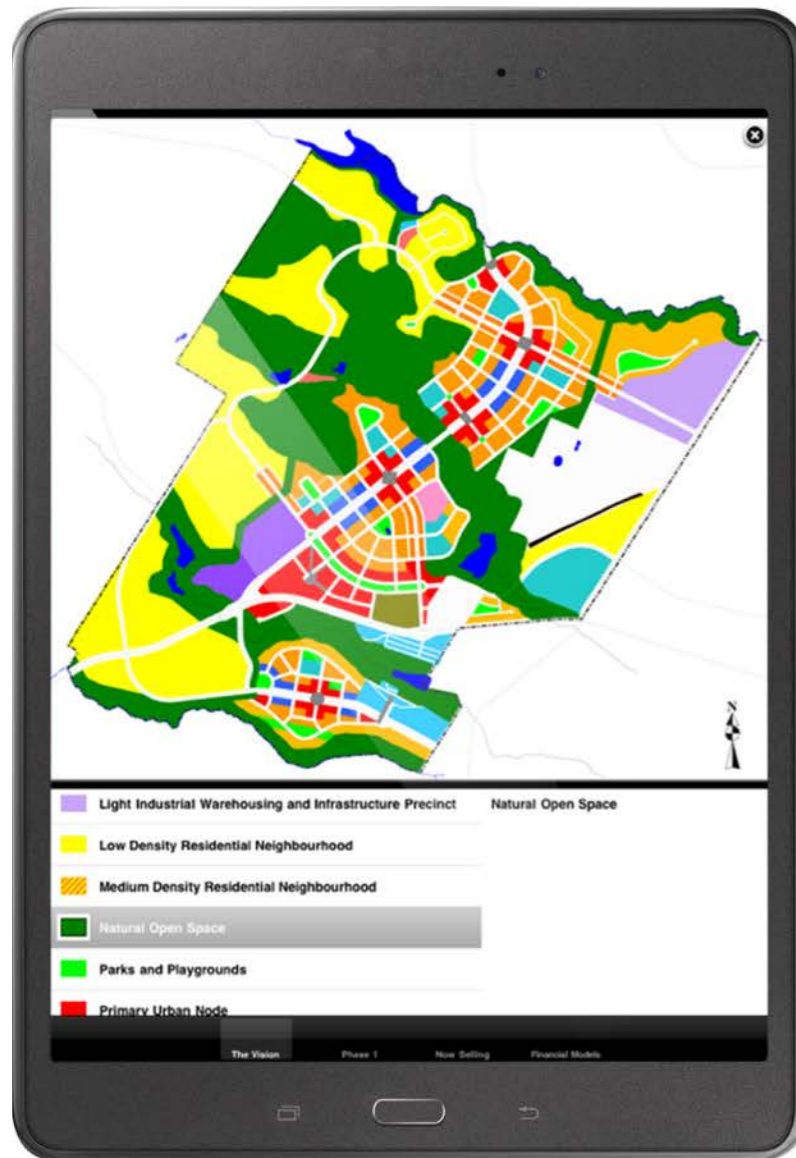 N
Light Industrial Warehousing and Infrastructure Precinct
Natural Open Space
Low Density Residential Neighbourhood
Medium Density Residential Neighbourhood
Natural Open Space
Parks and Playgrounds
Primary Urban Node
The Vision
Phase 1
Now Selling
Financial Models